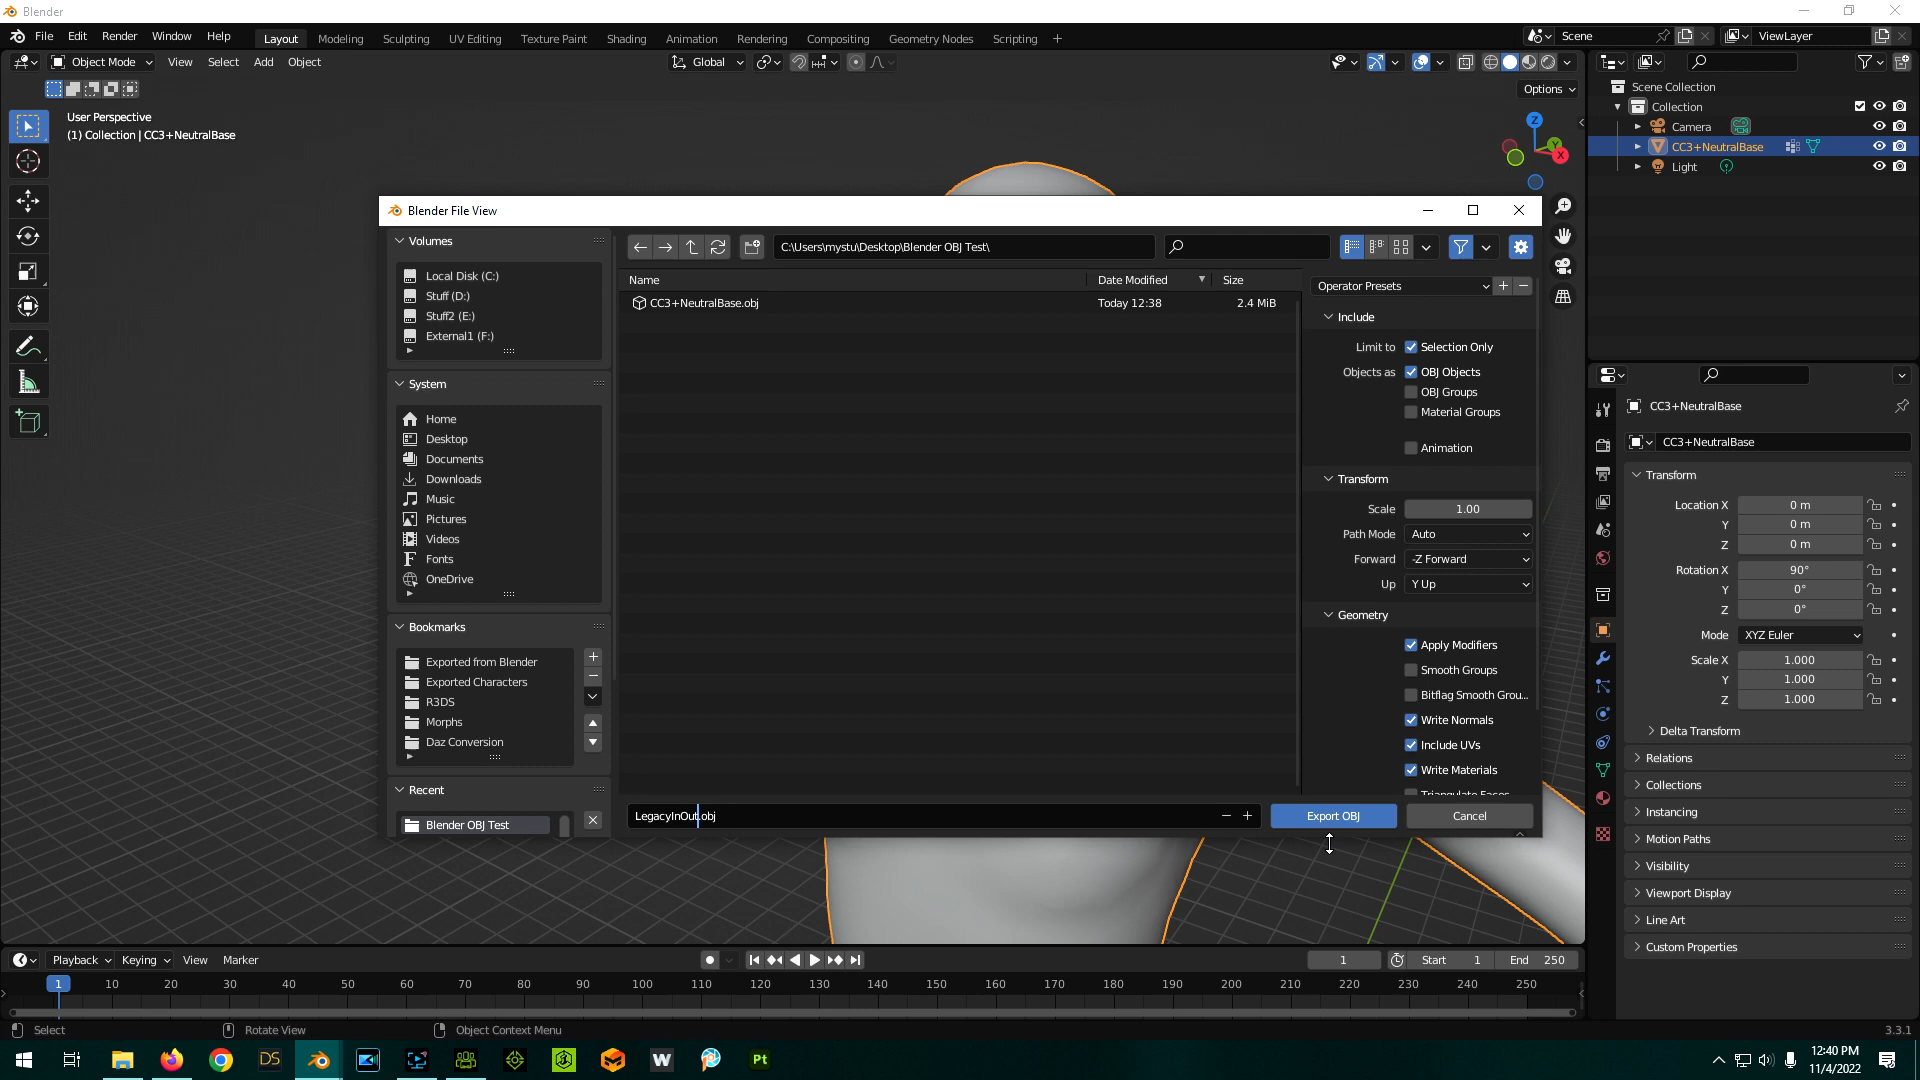 Blender
File Edit Render Window Help
Layout Modeling Sculpting UV Editing Texture Paint Shading Animation Rendering Compositing Geometry Nodes Scripting +
Scene
ViewLayer
Object Mode View Select Add Object
Global
Options
User Perspective
(1) Collection | CC3+NeutralBase
Z
Y
X
Scene Collection
Collection
Camera
CC3+NeutralBase
Light
Blender File View
Volumes
Local Disk (C:)
Stuff (D:)
Stuff2 (E:)
External1 (F:)
System
Home
Desktop
Documents
Downloads
Music
Pictures
Videos
Fonts
OneDrive
Bookmarks
Exported from Blender
Exported Characters
R3DS
Morphs
Daz Conversion
Recent
Blender OBJ Test
C:\Users\mystu\Desktop\Blender OBJ Test\
Name Date Modified Size
CC3+NeutralBase.obj Today 12:38 2.4 MiB
Operator Presets
Include
Limit to Selection Only
Objects as OBJ Objects
OBJ Groups
Material Groups
Animation
Transform
Scale 1.00
Path Mode Auto
Forward -Z Forward
Up Y Up
Geometry
Apply Modifiers
Smooth Groups
Bitflag Smooth Grou...
Write Normals
Include UVs
Write Materials
Triangulate Faces
LegacyInOut.obj
Export OBJ
Cancel
CC3+NeutralBase
CC3+NeutralBase
Transform
Location X 0 m
Y 0 m
Z 0 m
Rotation X 90°
Y 0°
Z 0°
Mode XYZ Euler
Scale X 1.000
Y 1.000
Z 1.000
Delta Transform
Relations
Collections
Instancing
Motion Paths
Visibility
Viewport Display
Line Art
Custom Properties
Playback Keying View Marker
1 Start 1 End 250
1 10 20 30 40 50 60 70 80 90 100 110 120 130 140 150 160 170 180 190 200 210 220 230 240 250
Select Rotate View Object Context Menu 3.3.1
DS
W
Pt
12:40 PM
11/4/2022